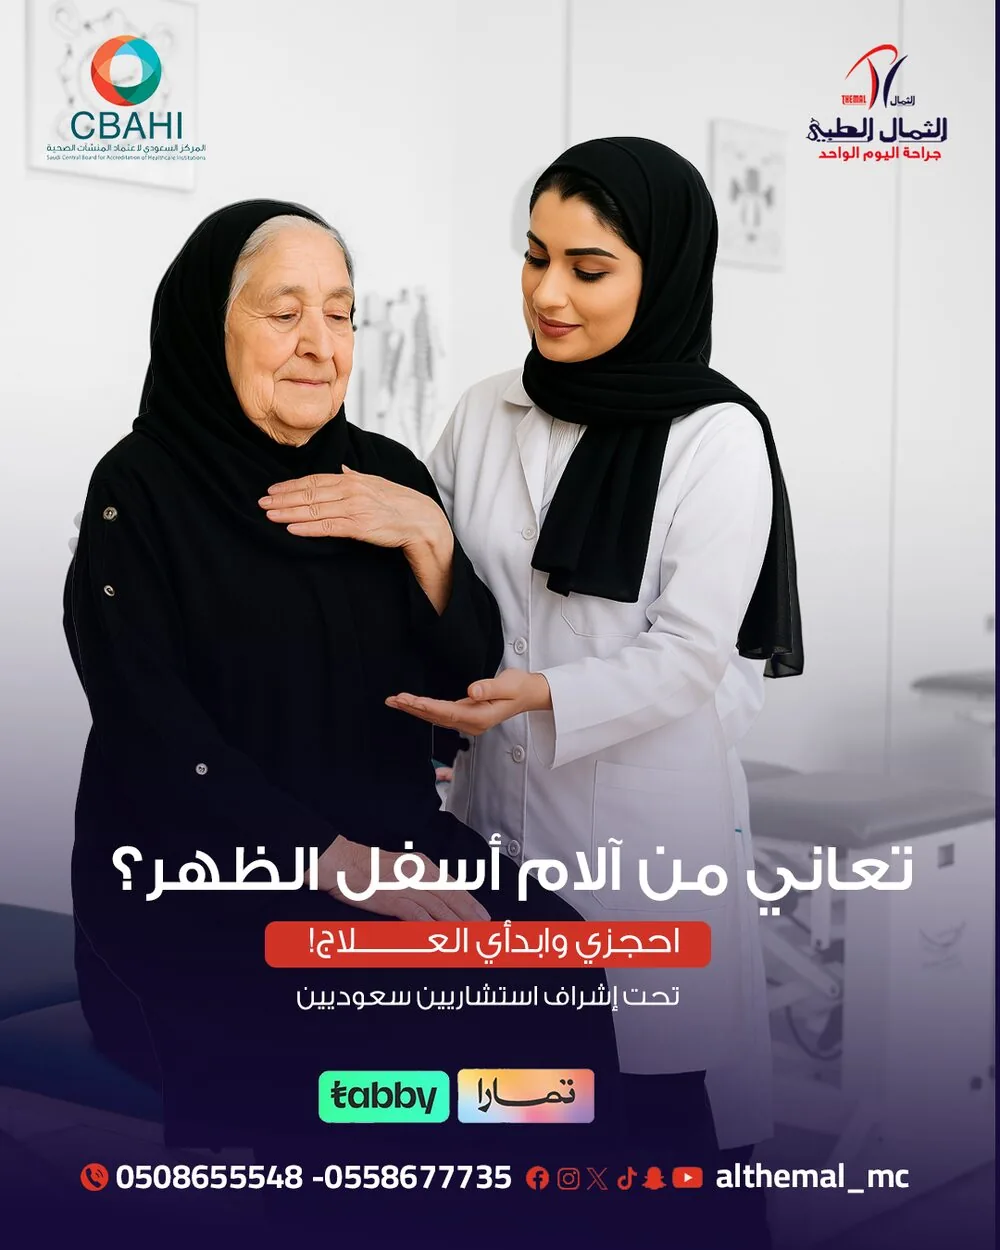 CBAHI
المركز السعودي لاعتماد المنشآت الصحية
Saudi Central Board for Accreditation of Healthcare Institutions
THEMAL الثمال
الثمال الطبي
جراحة اليوم الواحد
تعاني من آلام أسفل الظهر؟
احجزي وابدأي العـــــــلاج!
تحت إشراف استشاريين سعوديين
tabby تمارا
0508655548 -0558677735 althemal_mc